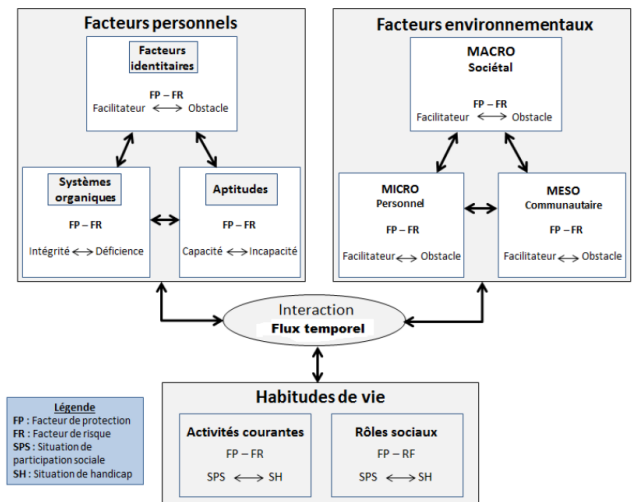 Facteurs personnels
Facteurs
identitaires
FP – FR
Facilitateur ⟷ Obstacle
Systèmes
organiques
FP – FR
Intégrité ⟷ Déficience
Aptitudes
FP – FR
Capacité ⟷ Incapacité
Facteurs environnementaux
MACRO
Sociétal
FP – FR
Facilitateur ⟷ Obstacle
MICRO
Personnel
FP – FR
Facilitateur ⟷ Obstacle
MESO
Communautaire
FP – FR
Facilitateur ⟷ Obstacle
Interaction
Flux temporel
Habitudes de vie
Activités courantes
FP – FR
SPS ⟷ SH
Rôles sociaux
FP – RF
SPS ⟷ SH
Légende
FP : Facteur de protection
FR : Facteur de risque
SPS : Situation de
participation sociale
SH : Situation de handicap